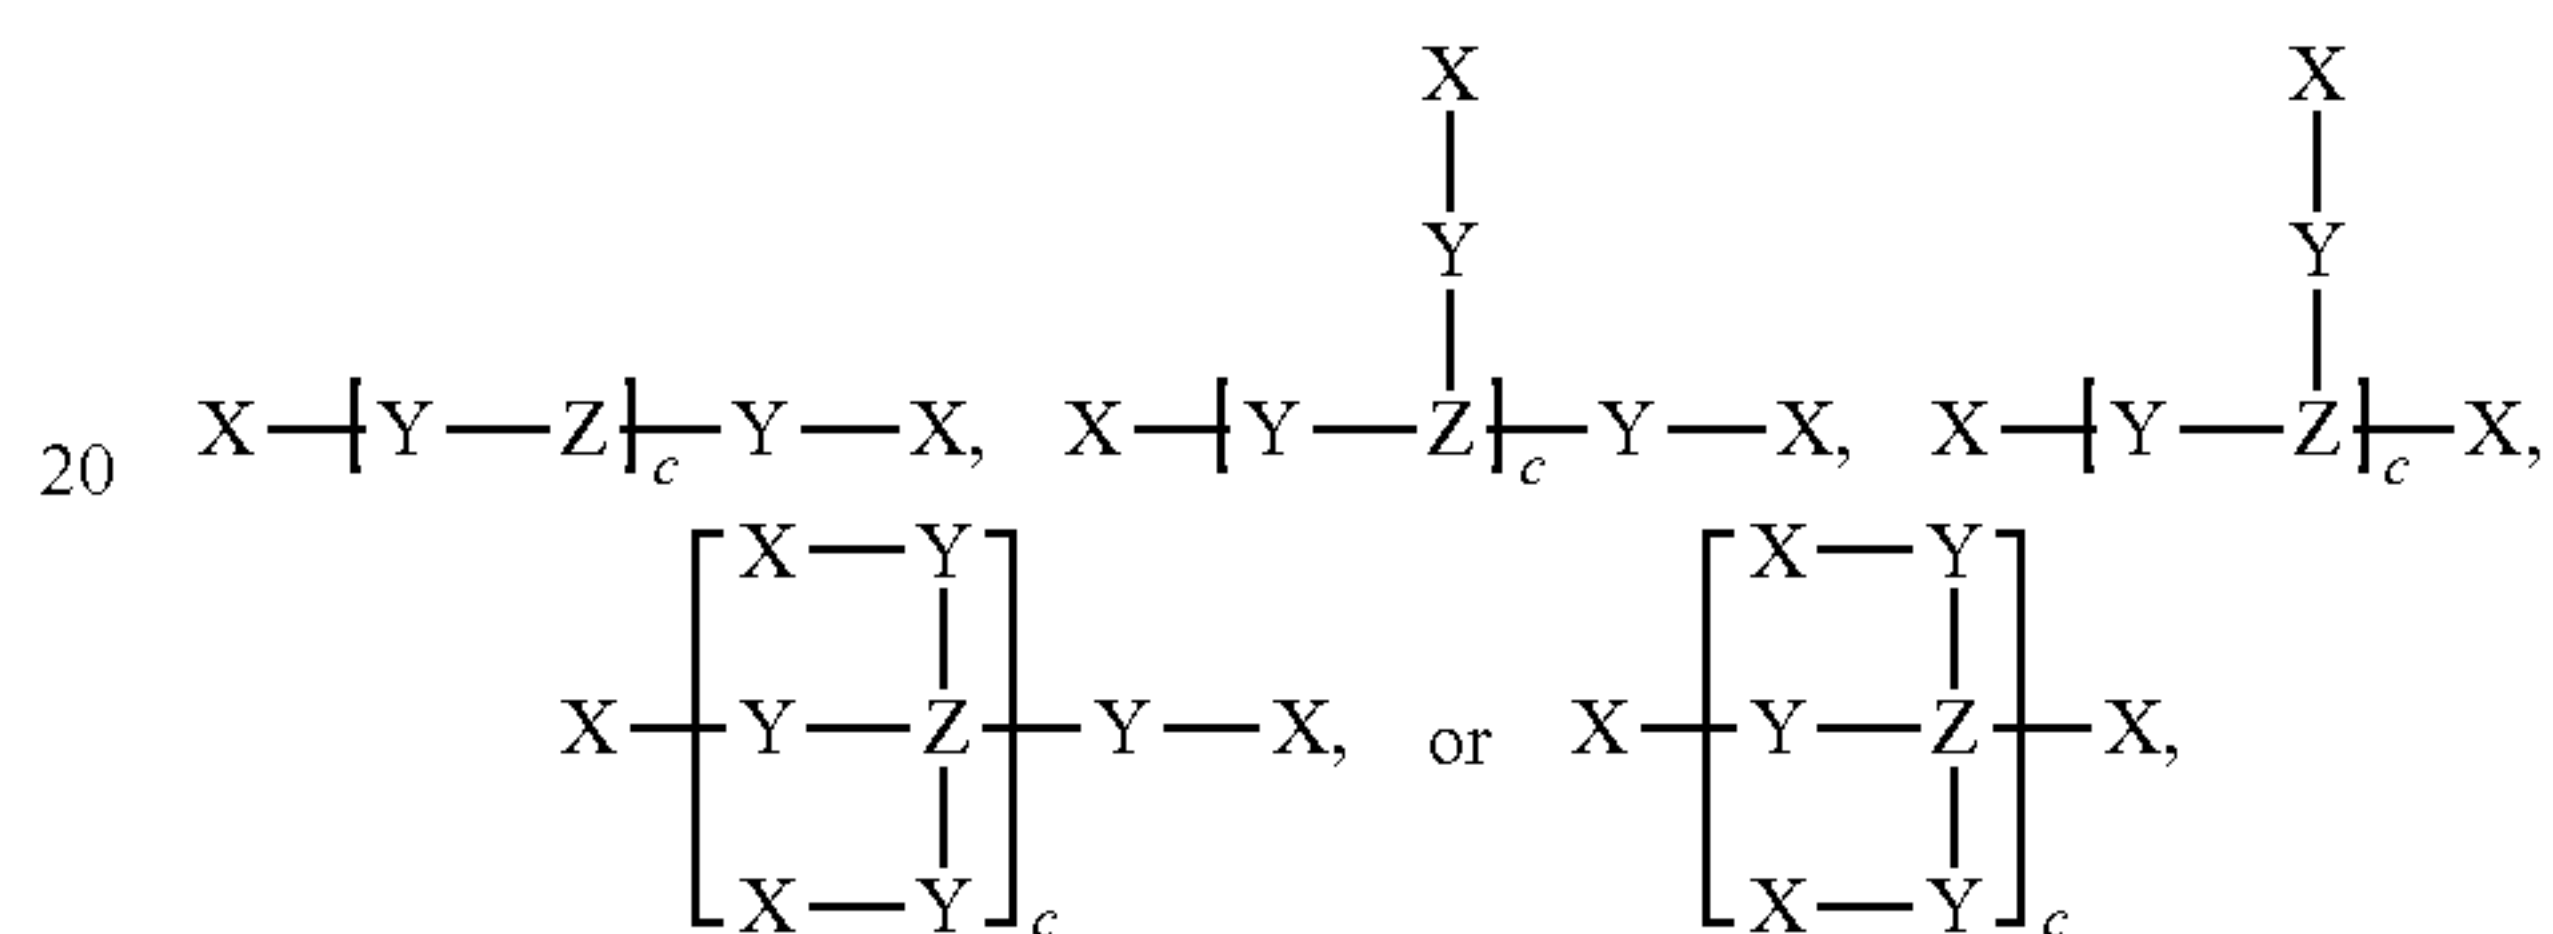 X X
Y Y
20 X—[Y—Z]c—Y—X, X—[Y—Z]c—Y—X, X—[Y—Z]c—X,
X—Y X—Y
X—[Y—Z]c—Y—X, or X—[Y—Z]c—X,
X—Y X—Y